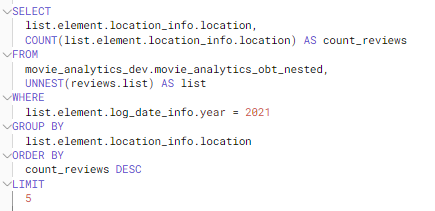 SELECT
list.element.location_info.location,
COUNT(list.element.location_info.location) AS count_reviews
FROM
movie_analytics_dev.movie_analytics_obt_nested,
UNNEST(reviews.list) AS list
WHERE
list.element.log_date_info.year = 2021
GROUP BY
list.element.location_info.location
ORDER BY
count_reviews DESC
LIMIT
5